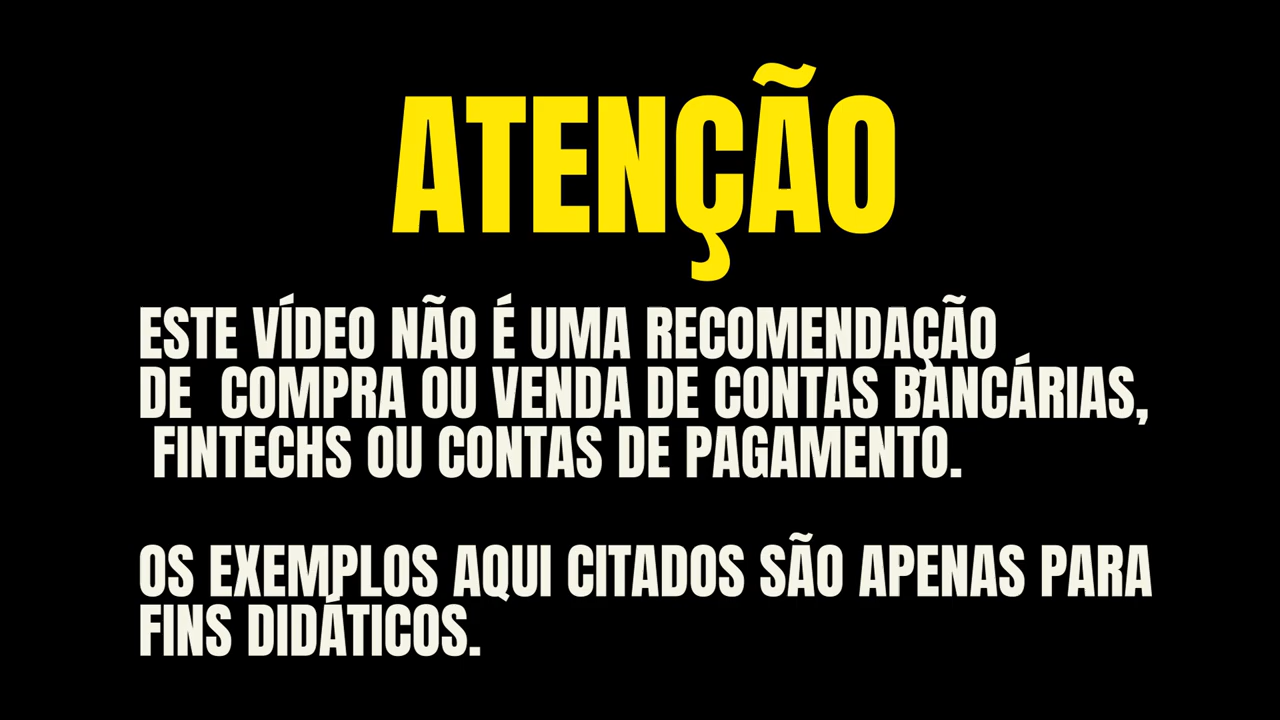 ATENÇÃO
ESTE VÍDEO NÃO É UMA RECOMENDAÇÃO
DE COMPRA OU VENDA DE CONTAS BANCÁRIAS,
FINTECHS OU CONTAS DE PAGAMENTO.
OS EXEMPLOS AQUI CITADOS SÃO APENAS PARA
FINS DIDÁTICOS.